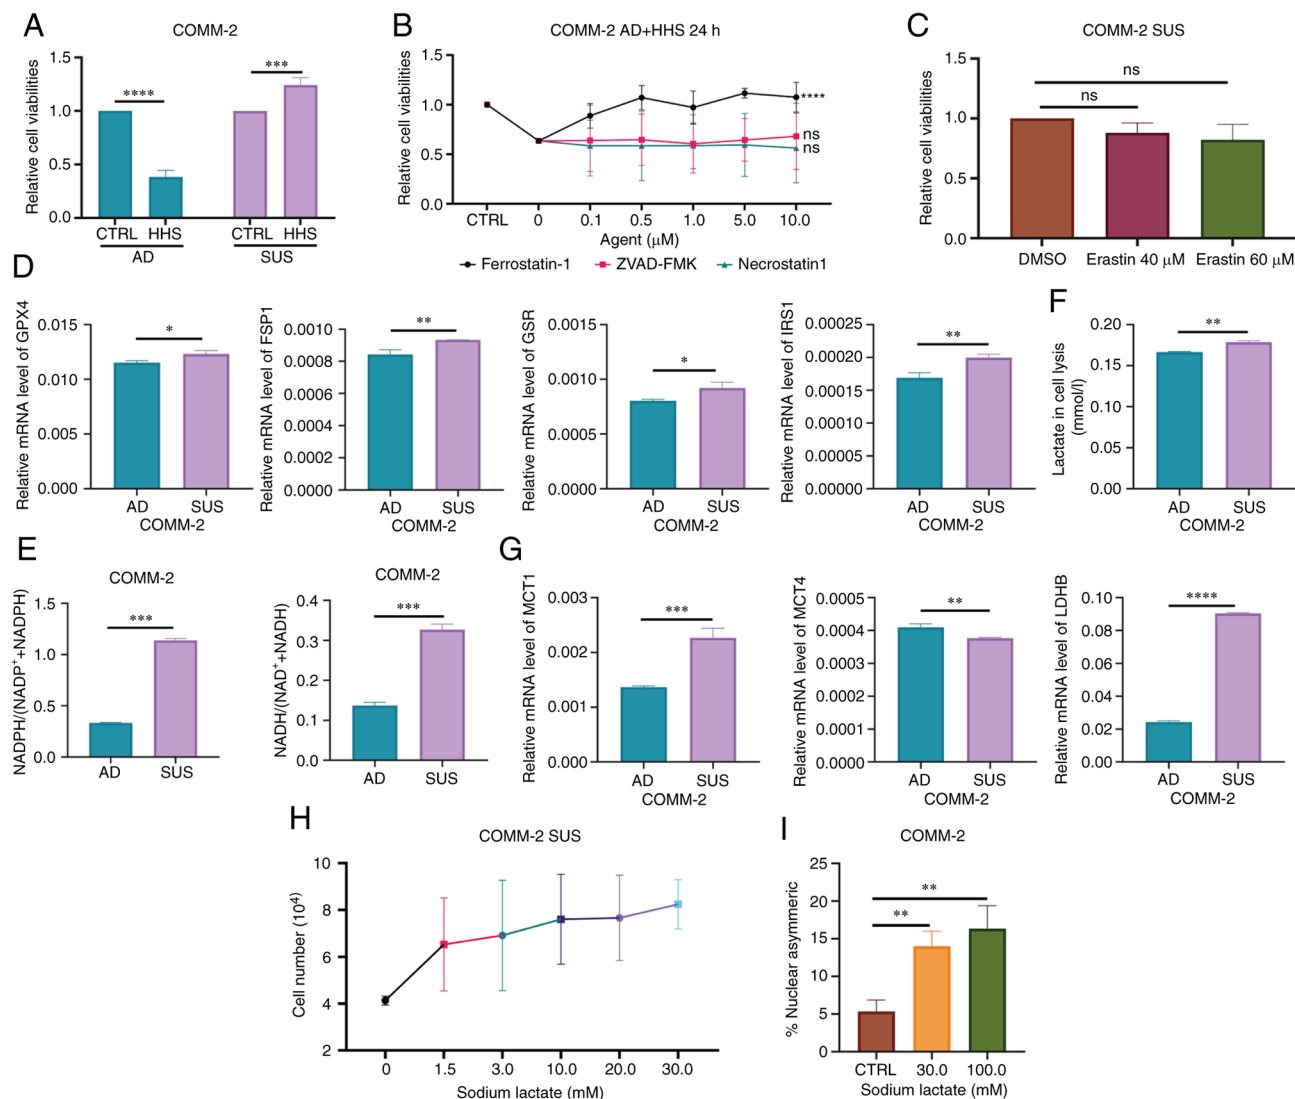 A
COMM-2
Relative cell viabilities
1.5
1.0
0.5
0.0
****
***
CTRL HHS CTRL HHS
AD SUS
B
COMM-2 AD+HHS 24 h
Relative cell viabilities
1.5
1.0
0.5
0.0
****
ns
ns
CTRL 0 0.1 0.5 1.0 5.0 10.0
Agent (μM)
Ferrostatin-1 ZVAD-FMK Necrostatin1
C
COMM-2 SUS
Relative cell viabilities
1.5
1.0
0.5
0.0
ns
ns
DMSO Erastin 40 μM Erastin 60 μM
D
Relative mRNA level of GPX4
0.015
0.010
0.005
0.000
*
AD SUS
COMM-2
Relative mRNA level of FSP1
0.0010
0.0008
0.0006
0.0004
0.0002
0.0000
**
AD SUS
COMM-2
Relative mRNA level of GSR
0.0015
0.0010
0.0005
0.0000
*
AD SUS
COMM-2
Relative mRNA level of IRS1
0.00025
0.00020
0.00015
0.00010
0.00005
0.00000
**
AD SUS
COMM-2
F
Lactate in cell lysis
(mmol/l)
0.20
0.15
0.10
0.05
0.00
**
AD SUS
COMM-2
E
COMM-2
NADPH/(NADP⁺+NADPH)
1.5
1.0
0.5
0.0
***
AD SUS
COMM-2
NADH/(NAD⁺+NADH)
0.4
0.3
0.2
0.1
0.0
***
AD SUS
G
Relative mRNA level of MCT1
0.003
0.002
0.001
0.000
***
AD SUS
COMM-2
Relative mRNA level of MCT4
0.0005
0.0004
0.0003
0.0002
0.0001
0.0000
**
AD SUS
COMM-2
Relative mRNA level of LDHB
0.10
0.08
0.06
0.04
0.02
0.00
****
AD SUS
COMM-2
H
COMM-2 SUS
Cell number (10⁴)
10
8
6
4
2
0 1.5 3.0 10.0 20.0 30.0
Sodium lactate (mM)
I
COMM-2
% Nuclear asymmeric
25
20
15
10
5
0
**
**
CTRL 30.0 100.0
Sodium lactate (mM)